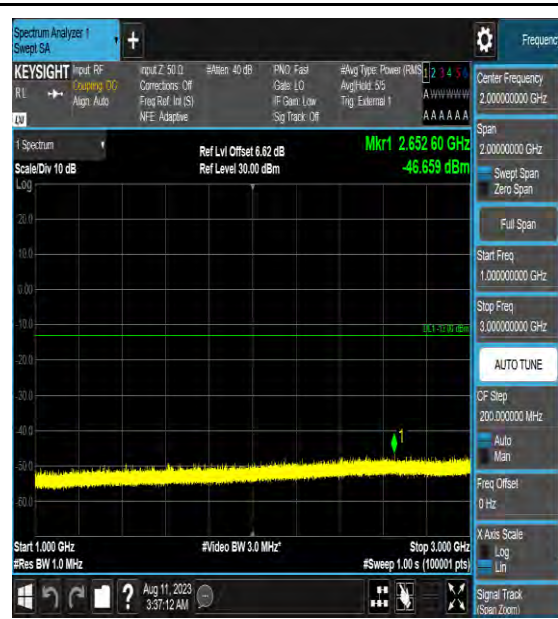 Spectrum Analyzer 1
Swept SA
Frequenc
KEYSIGHT
Input: RF
Input Z: 50 Ω
#Atten: 40 dB
PNO: Fast
#Avg Type: Power (RMS
1 2 3 4 5 6
RL
Coupling: DC
Corrections: Off
Gate: LO
Avg|Hold: 5/5
A W W W W W
Align: Auto
Freq Ref: Int (S)
IF Gain: Low
Trig: External 1
NFE: Adaptive
Sig Track: Off
A A A A A A
LW
1 Spectrum
Ref Lvl Offset 6.62 dB
Mkr1 2.652 60 GHz
Scale/Div 10 dB
Ref Level 30.00 dBm
-46.659 dBm
Log
20.0
10.0
0.00
-10.0
DL1 -13.00 dBm
-20.0
-30.0
-40.0
1
-50.0
-60.0
Start 1.000 GHz
#Video BW 3.0 MHz*
Stop 3.000 GHz
#Res BW 1.0 MHz
#Sweep 1.00 s (100001 pts)
?
Aug 11, 2023
3:37:12 AM
Center Frequency
2.000000000 GHz
Span
2.00000000 GHz
Swept Span
Zero Span
Full Span
Start Freq
1.000000000 GHz
Stop Freq
3.000000000 GHz
AUTO TUNE
CF Step
200.000000 MHz
Auto
Man
Freq Offset
0 Hz
X Axis Scale
Log
Lin
Signal Track
(Span Zoom)